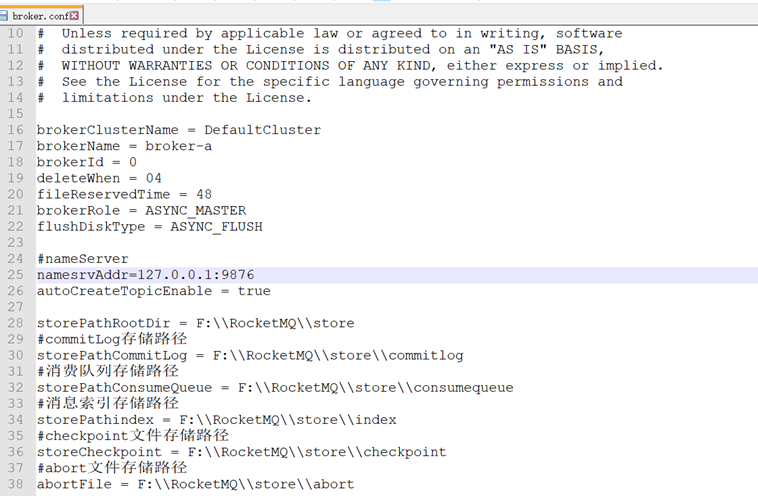 broker.conf
10 #  Unless required by applicable law or agreed to in writing, software
11 #  distributed under the License is distributed on an "AS IS" BASIS,
12 #  WITHOUT WARRANTIES OR CONDITIONS OF ANY KIND, either express or implied.
13 #  See the License for the specific language governing permissions and
14 #  limitations under the License.
15
16 brokerClusterName = DefaultCluster
17 brokerName = broker-a
18 brokerId = 0
19 deleteWhen = 04
20 fileReservedTime = 48
21 brokerRole = ASYNC_MASTER
22 flushDiskType = ASYNC_FLUSH
23
24 #nameServer
25 namesrvAddr=127.0.0.1:9876
26 autoCreateTopicEnable = true
27
28 storePathRootDir = F:\\RocketMQ\\store
29 #commitLog存储路径
30 storePathCommitLog = F:\\RocketMQ\\store\\commitlog
31 #消费队列存储路径
32 storePathConsumeQueue = F:\\RocketMQ\\store\\consumequeue
33 #消息索引存储路径
34 storePathindex = F:\\RocketMQ\\store\\index
35 #checkpoint文件存储路径
36 storeCheckpoint = F:\\RocketMQ\\store\\checkpoint
37 #abort文件存储路径
38 abortFile = F:\\RocketMQ\\store\\abort